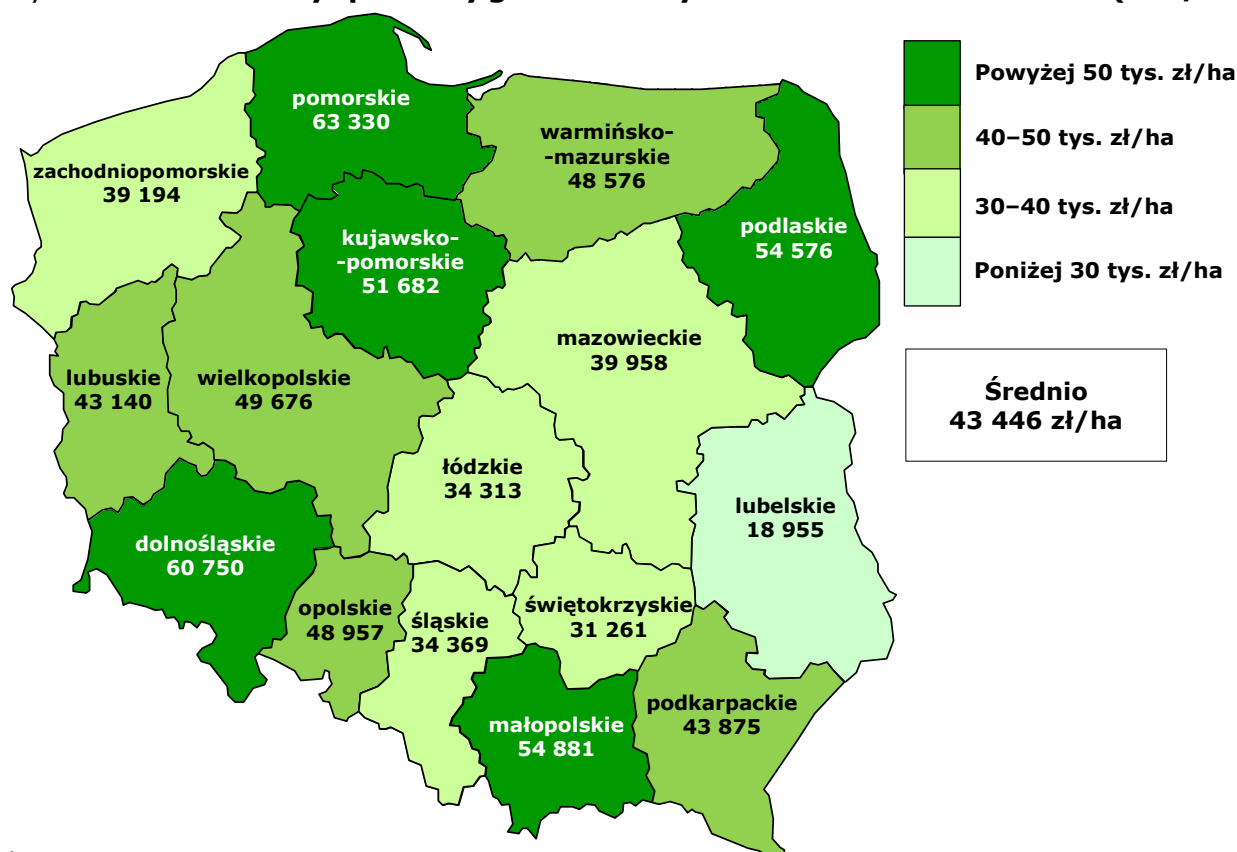 pomorskie
63 330
warmińsko-
-mazurskie
48 576
zachodniopomorskie
39 194
podlaskie
54 576
kujawsko-
-pomorskie
51 682
mazowieckie
39 958
lubuskie
43 140
wielkopolskie
49 676
łódzkie
34 313
lubelskie
18 955
dolnośląskie
60 750
opolskie
48 957
śląskie
34 369
świętokrzyskie
31 261
małopolskie
54 881
podkarpackie
43 875
Powyżej 50 tys. zł/ha
40–50 tys. zł/ha
30–40 tys. zł/ha
Poniżej 30 tys. zł/ha
Średnio
43 446 zł/ha